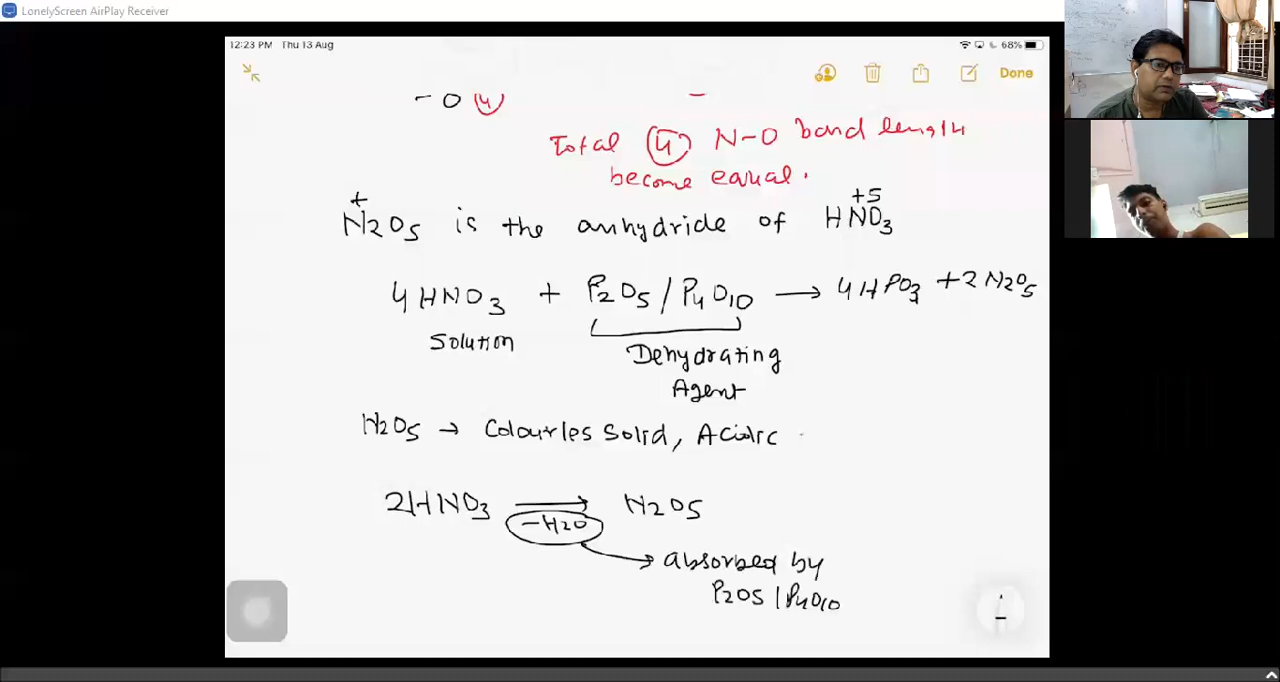 LonelyScreen AirPlay Receiver
12:23 PM Thu 13 Aug
68%
Done
- O 4
Total 4 N-O bond length
become equal.
+ +5
N2O5 is the anhydride of HNO3
4HNO3 + P2O5 / P4O10 → 4HPO3 + 2N2O5
Solution
Dehydrating
Agent
N2O5 → Colourles Solid, Acidic
2HNO3 → N2O5
-H2O
absorbed by
P2O5 | P4O10